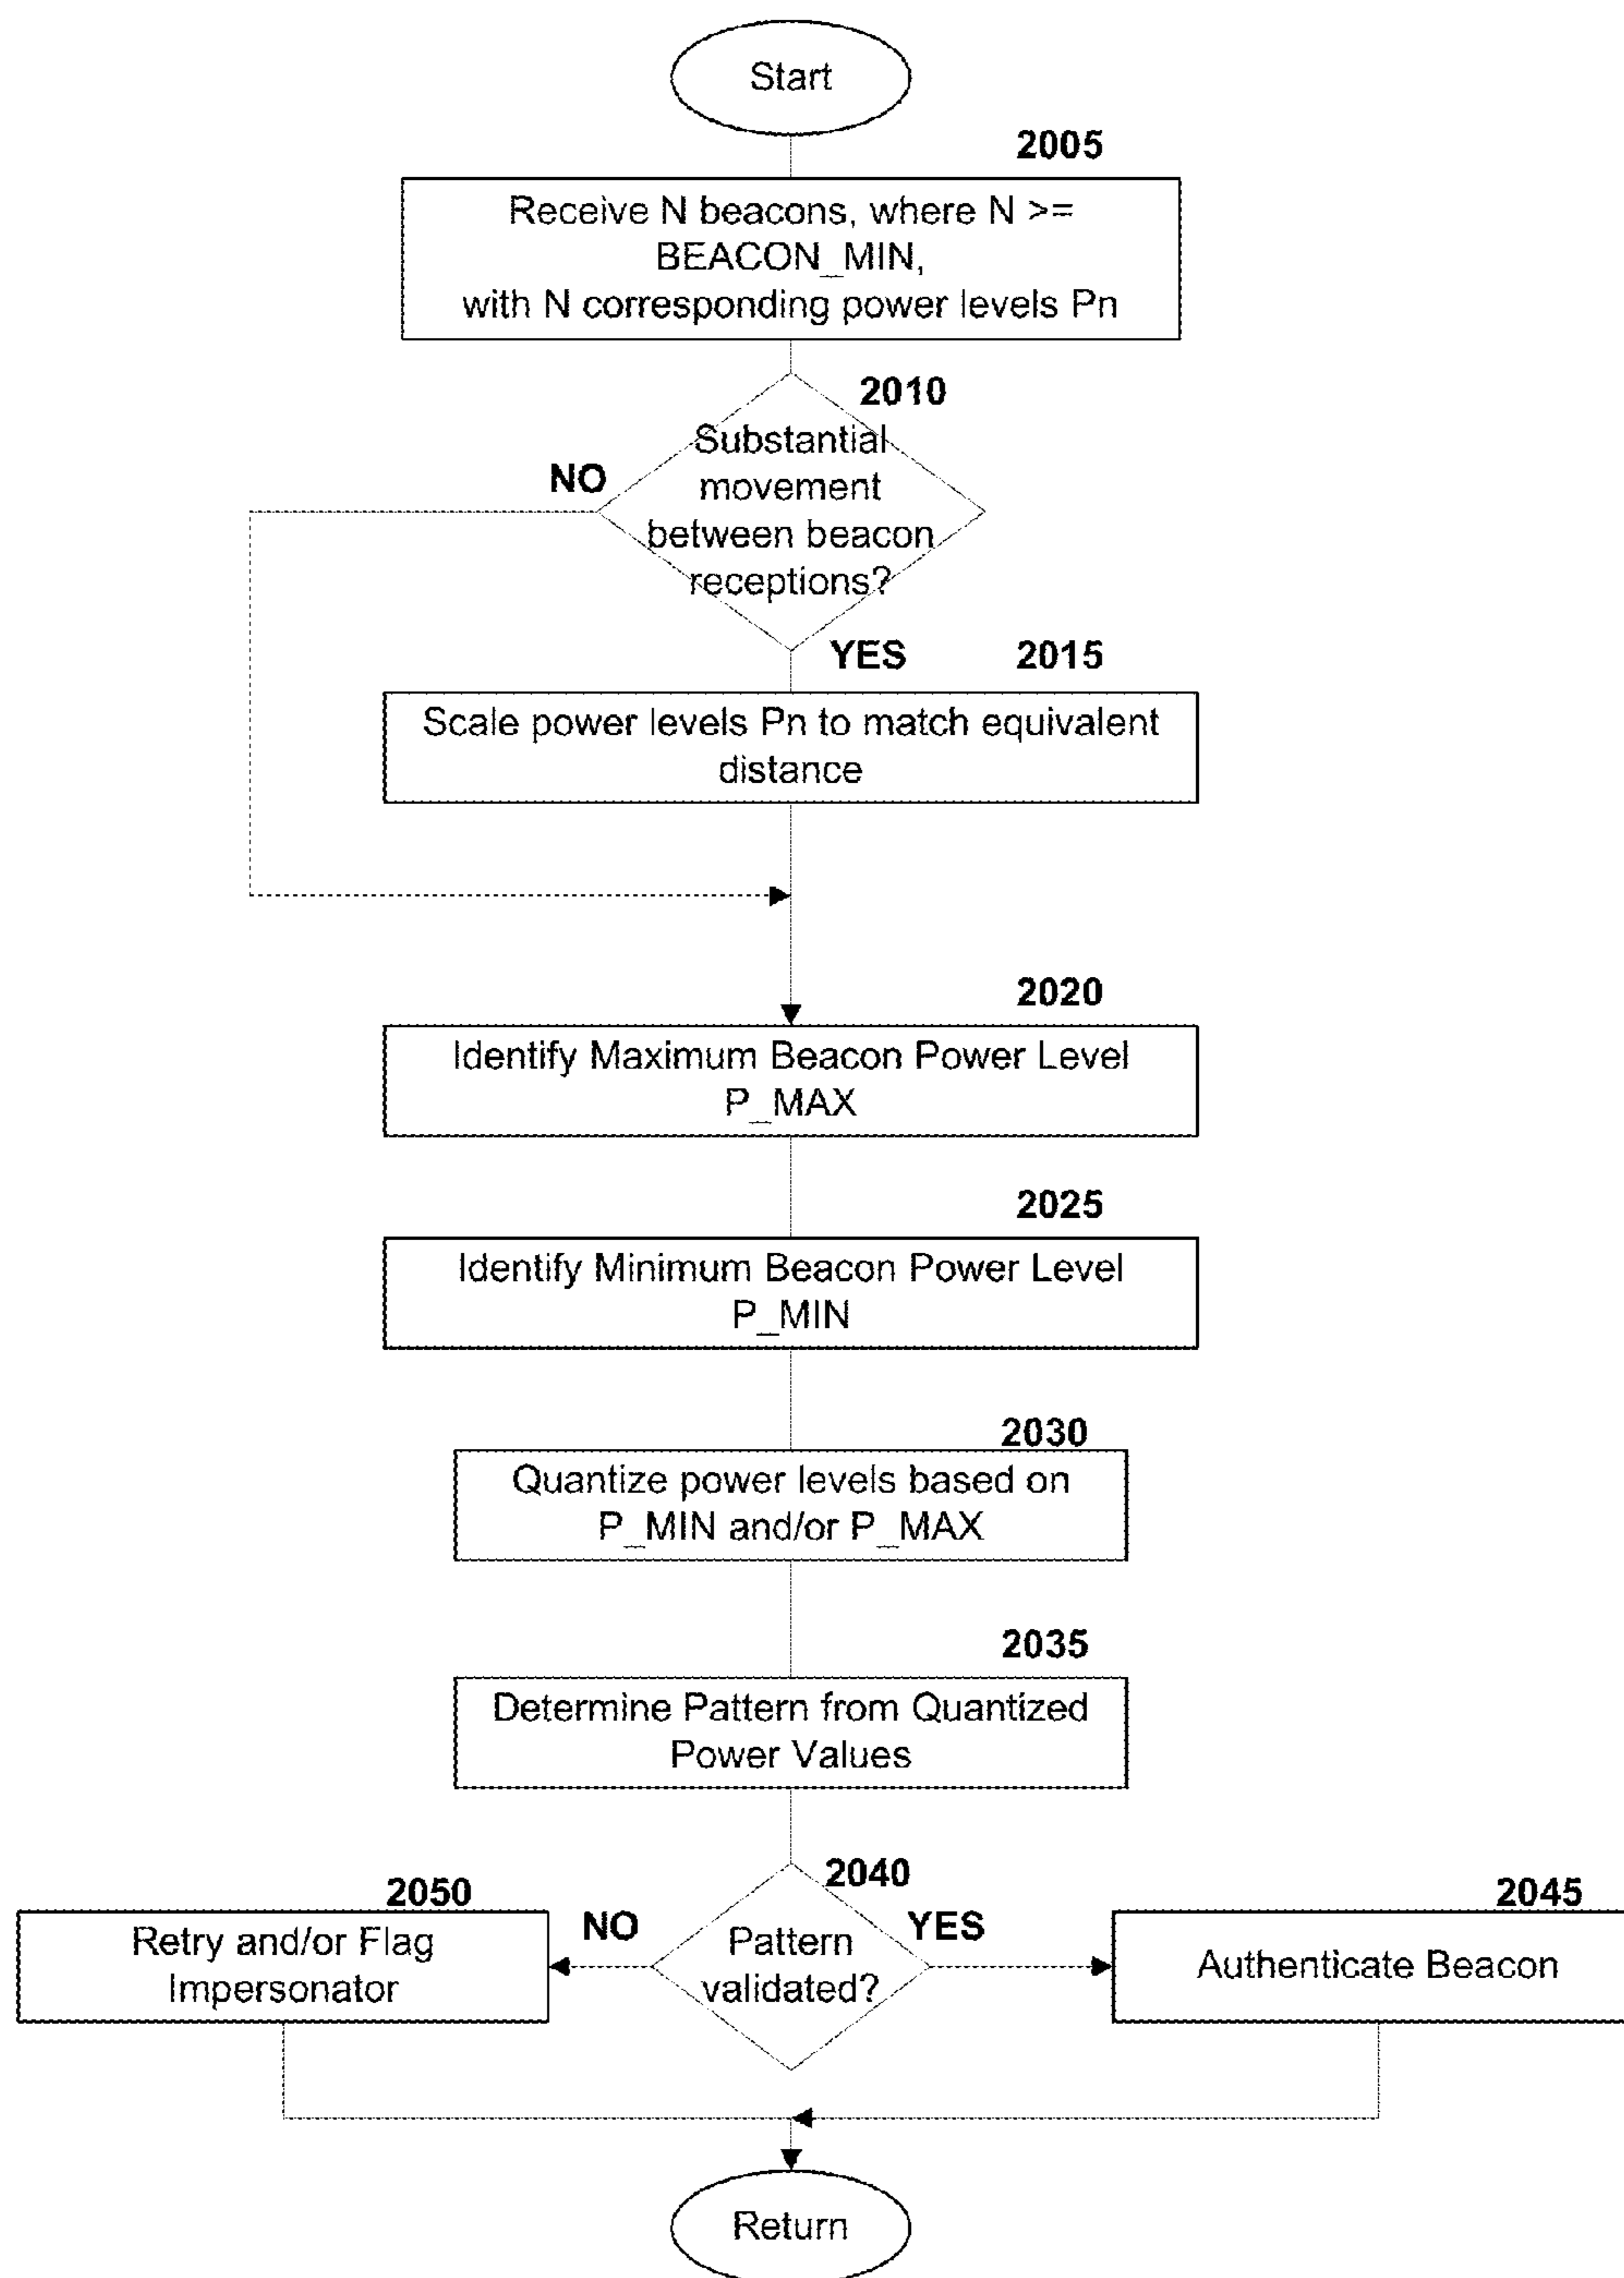 Start
2005
Receive N beacons, where N >=
BEACON_MIN,
with N corresponding power levels Pn
2010
Substantial
movement
between beacon
receptions?
NO
YES
2015
Scale power levels Pn to match equivalent
distance
2020
Identify Maximum Beacon Power Level
P_MAX
2025
Identify Minimum Beacon Power Level
P_MIN
2030
Quantize power levels based on
P_MIN and/or P_MAX
2035
Determine Pattern from Quantized
Power Values
2040
Pattern
validated?
NO
YES
2050
Retry and/or Flag
Impersonator
2045
Authenticate Beacon
Return